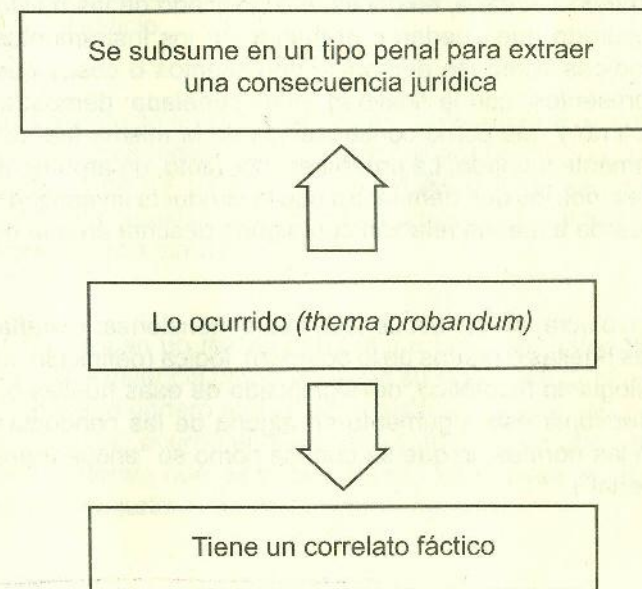 Se subsume en un tipo penal para extraer
una consecuencia jurídica
Lo ocurrido (thema probandum)
Tiene un correlato fáctico